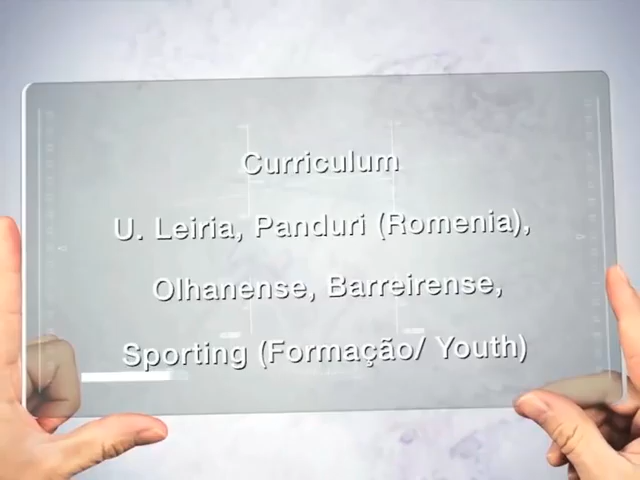 Curriculum
U. Leiria, Panduri (Romenia),
Olhanense, Barreirense,
Sporting (Formação/ Youth)